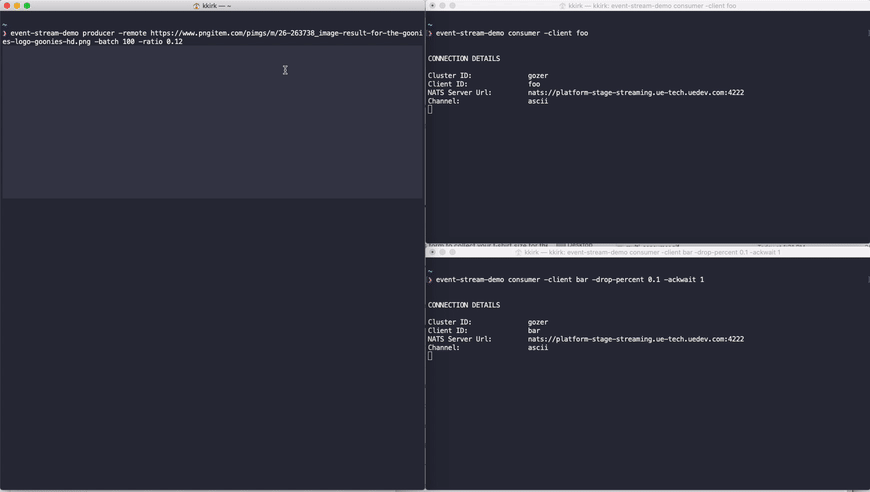 kkirk — ~
~
❯ event-stream-demo producer -remote https://www.pngitem.com/pimgs/m/26-263738_image-result-for-the-gooni
es-logo-goonies-hd.png -batch 100 -ratio 0.12
kkirk — kkirk: event-stream-demo consumer -client foo
~
❯ event-stream-demo consumer -client foo
CONNECTION DETAILS
Cluster ID: gozer
Client ID: foo
NATS Server Url: nats://platform-stage-streaming.ue-tech.uedev.com:4222
Channel: ascii
kkirk — kkirk: event-stream-demo consumer -client bar -drop-percent 0.1 -ackwait 1
~
❯ event-stream-demo consumer -client bar -drop-percent 0.1 -ackwait 1
CONNECTION DETAILS
Cluster ID: gozer
Client ID: bar
NATS Server Url: nats://platform-stage-streaming.ue-tech.uedev.com:4222
Channel: ascii